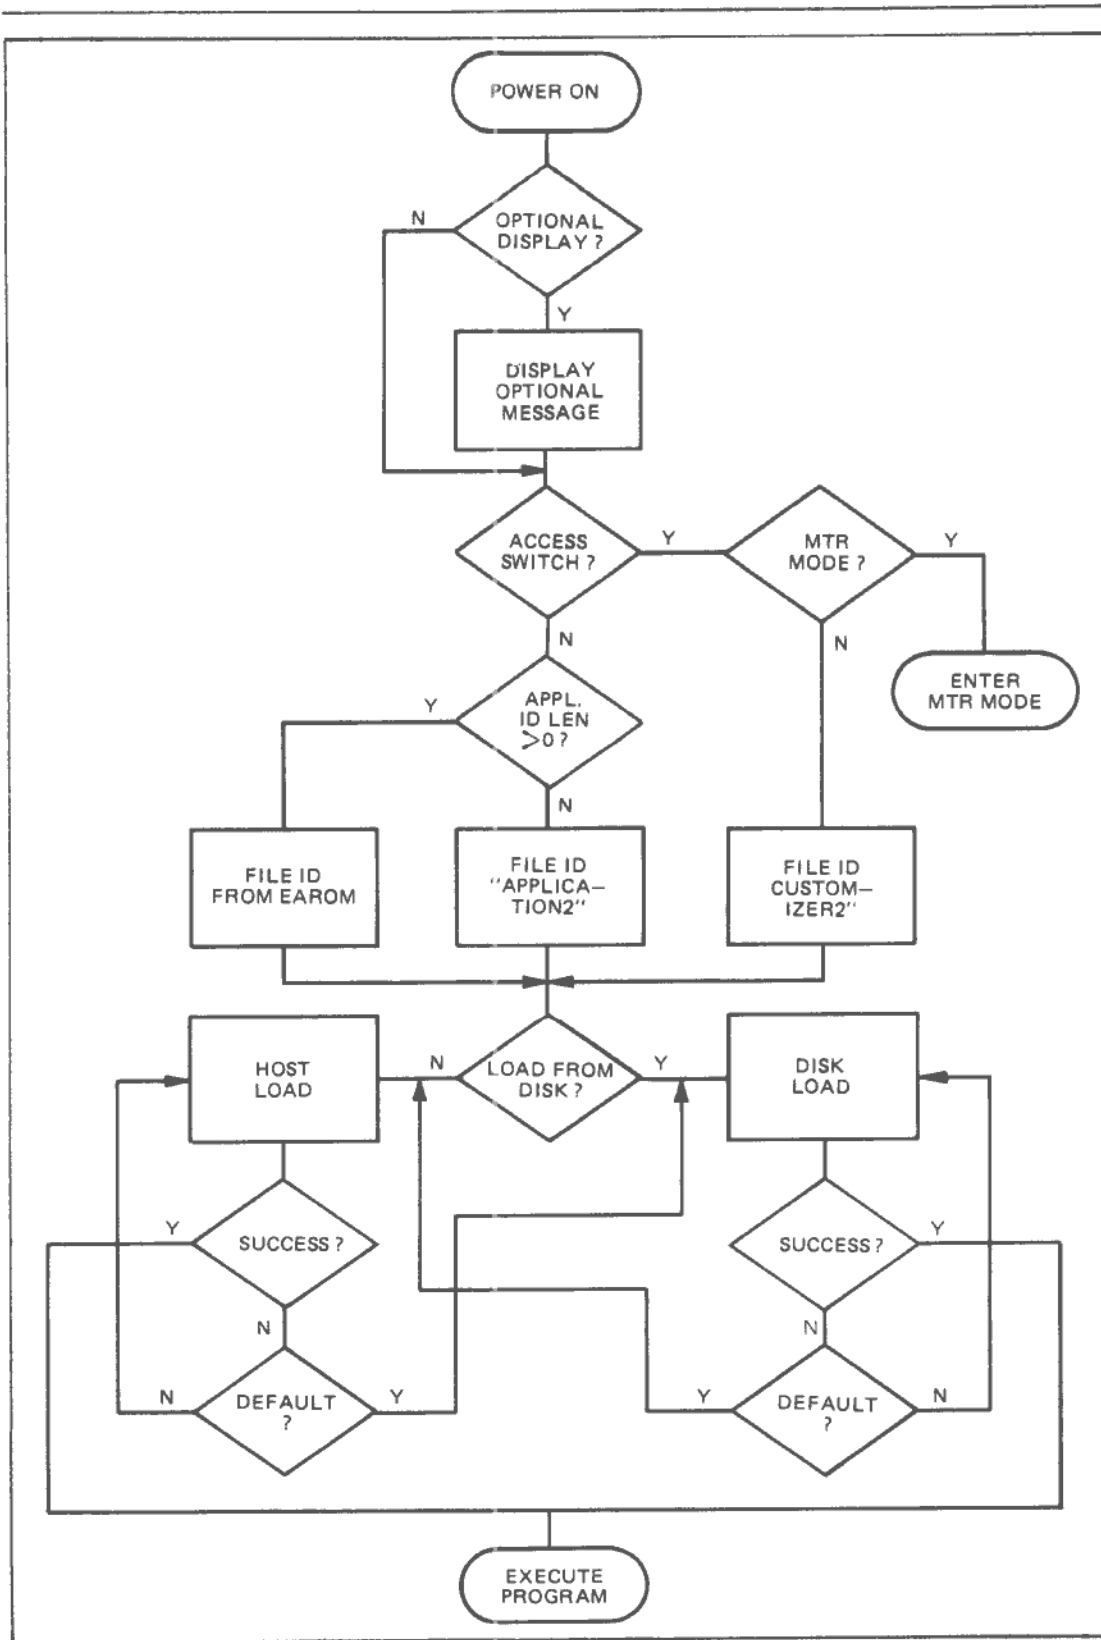 POWER ON
N
OPTIONAL
DISPLAY ?
Y
DISPLAY
OPTIONAL
MESSAGE
ACCESS
SWITCH ?
Y
MTR
MODE ?
Y
N
N
ENTER
MTR MODE
Y
APPL.
ID LEN
>0 ?
N
FILE ID
FROM EAROM
FILE ID
"APPLICA-
TION2"
FILE ID
CUSTOM-
IZER2"
HOST
LOAD
N
LOAD FROM
DISK ?
Y
DISK
LOAD
Y
SUCCESS ?
SUCCESS ?
Y
N
N
N
DEFAULT
?
Y
Y
DEFAULT
?
N
EXECUTE
PROGRAM